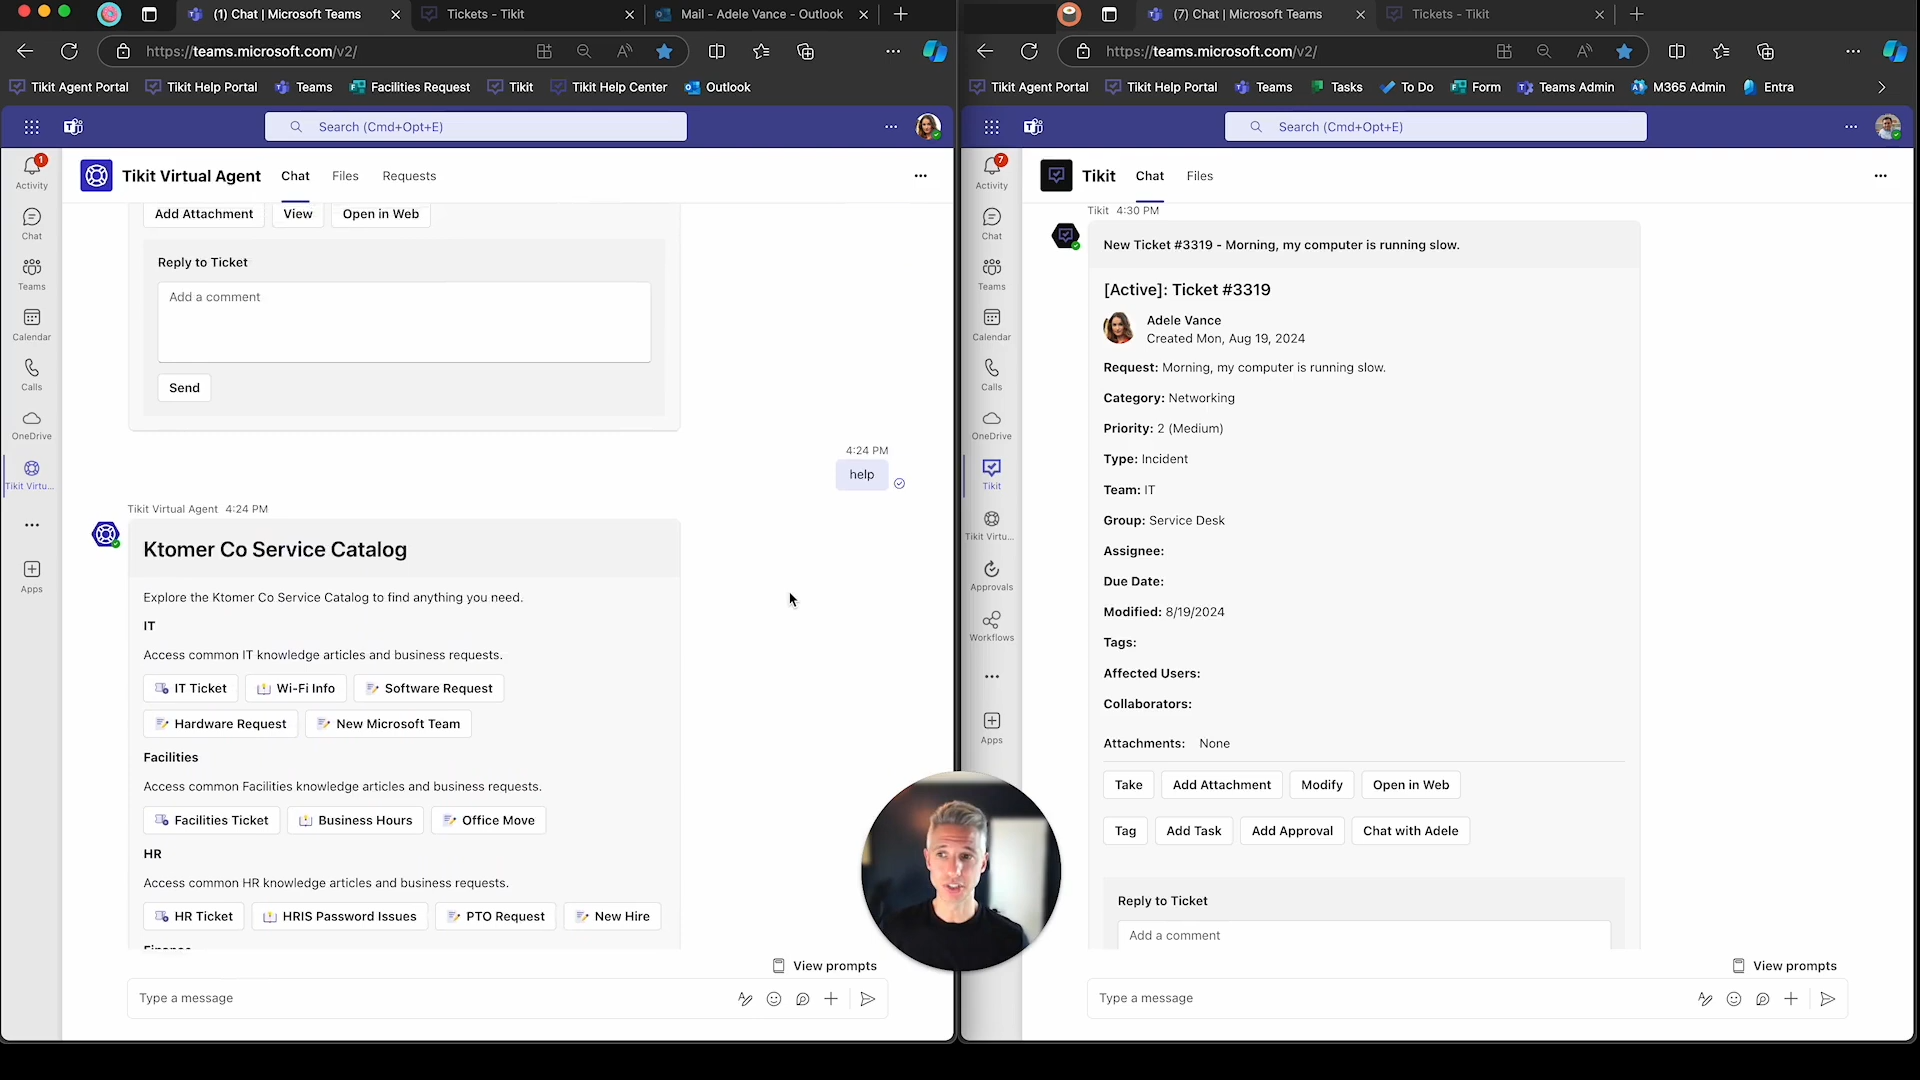 (1) Chat | Microsoft Teams
Tickets - Tikit
Mail - Adele Vance - Outlook
https://teams.microsoft.com/v2/
Tikit Agent Portal
Tikit Help Portal
Teams
Facilities Request
Tikit
Tikit Help Center
Outlook
Search (Cmd+Opt+E)
Activity
1
Chat
Teams
Calendar
Calls
OneDrive
Tikit Virtu...
Apps
Tikit Virtual Agent
Chat
Files
Requests
Add Attachment
View
Open in Web
Reply to Ticket
Add a comment
Send
4:24 PM
help
Tikit Virtual Agent 4:24 PM
Ktomer Co Service Catalog
Explore the Ktomer Co Service Catalog to find anything you need.
IT
Access common IT knowledge articles and business requests.
IT Ticket
Wi-Fi Info
Software Request
Hardware Request
New Microsoft Team
Facilities
Access common Facilities knowledge articles and business requests.
Facilities Ticket
Business Hours
Office Move
HR
Access common HR knowledge articles and business requests.
HR Ticket
HRIS Password Issues
PTO Request
New Hire
Finance
View prompts
Type a message
(7) Chat | Microsoft Teams
Tickets - Tikit
https://teams.microsoft.com/v2/
Tikit Agent Portal
Tikit Help Portal
Teams
Tasks
To Do
Form
Teams Admin
M365 Admin
Entra
Search (Cmd+Opt+E)
7
Activity
Chat
Teams
Calendar
Calls
OneDrive
Tikit
Tikit Virtu...
Approvals
Workflows
Apps
Tikit
Chat
Files
Tikit 4:30 PM
New Ticket #3319 - Morning, my computer is running slow.
[Active]: Ticket #3319
Adele Vance
Created Mon, Aug 19, 2024
Request: Morning, my computer is running slow.
Category: Networking
Priority: 2 (Medium)
Type: Incident
Team: IT
Group: Service Desk
Assignee:
Due Date:
Modified: 8/19/2024
Tags:
Affected Users:
Collaborators:
Attachments: None
Take
Add Attachment
Modify
Open in Web
Tag
Add Task
Add Approval
Chat with Adele
Reply to Ticket
Add a comment
View prompts
Type a message